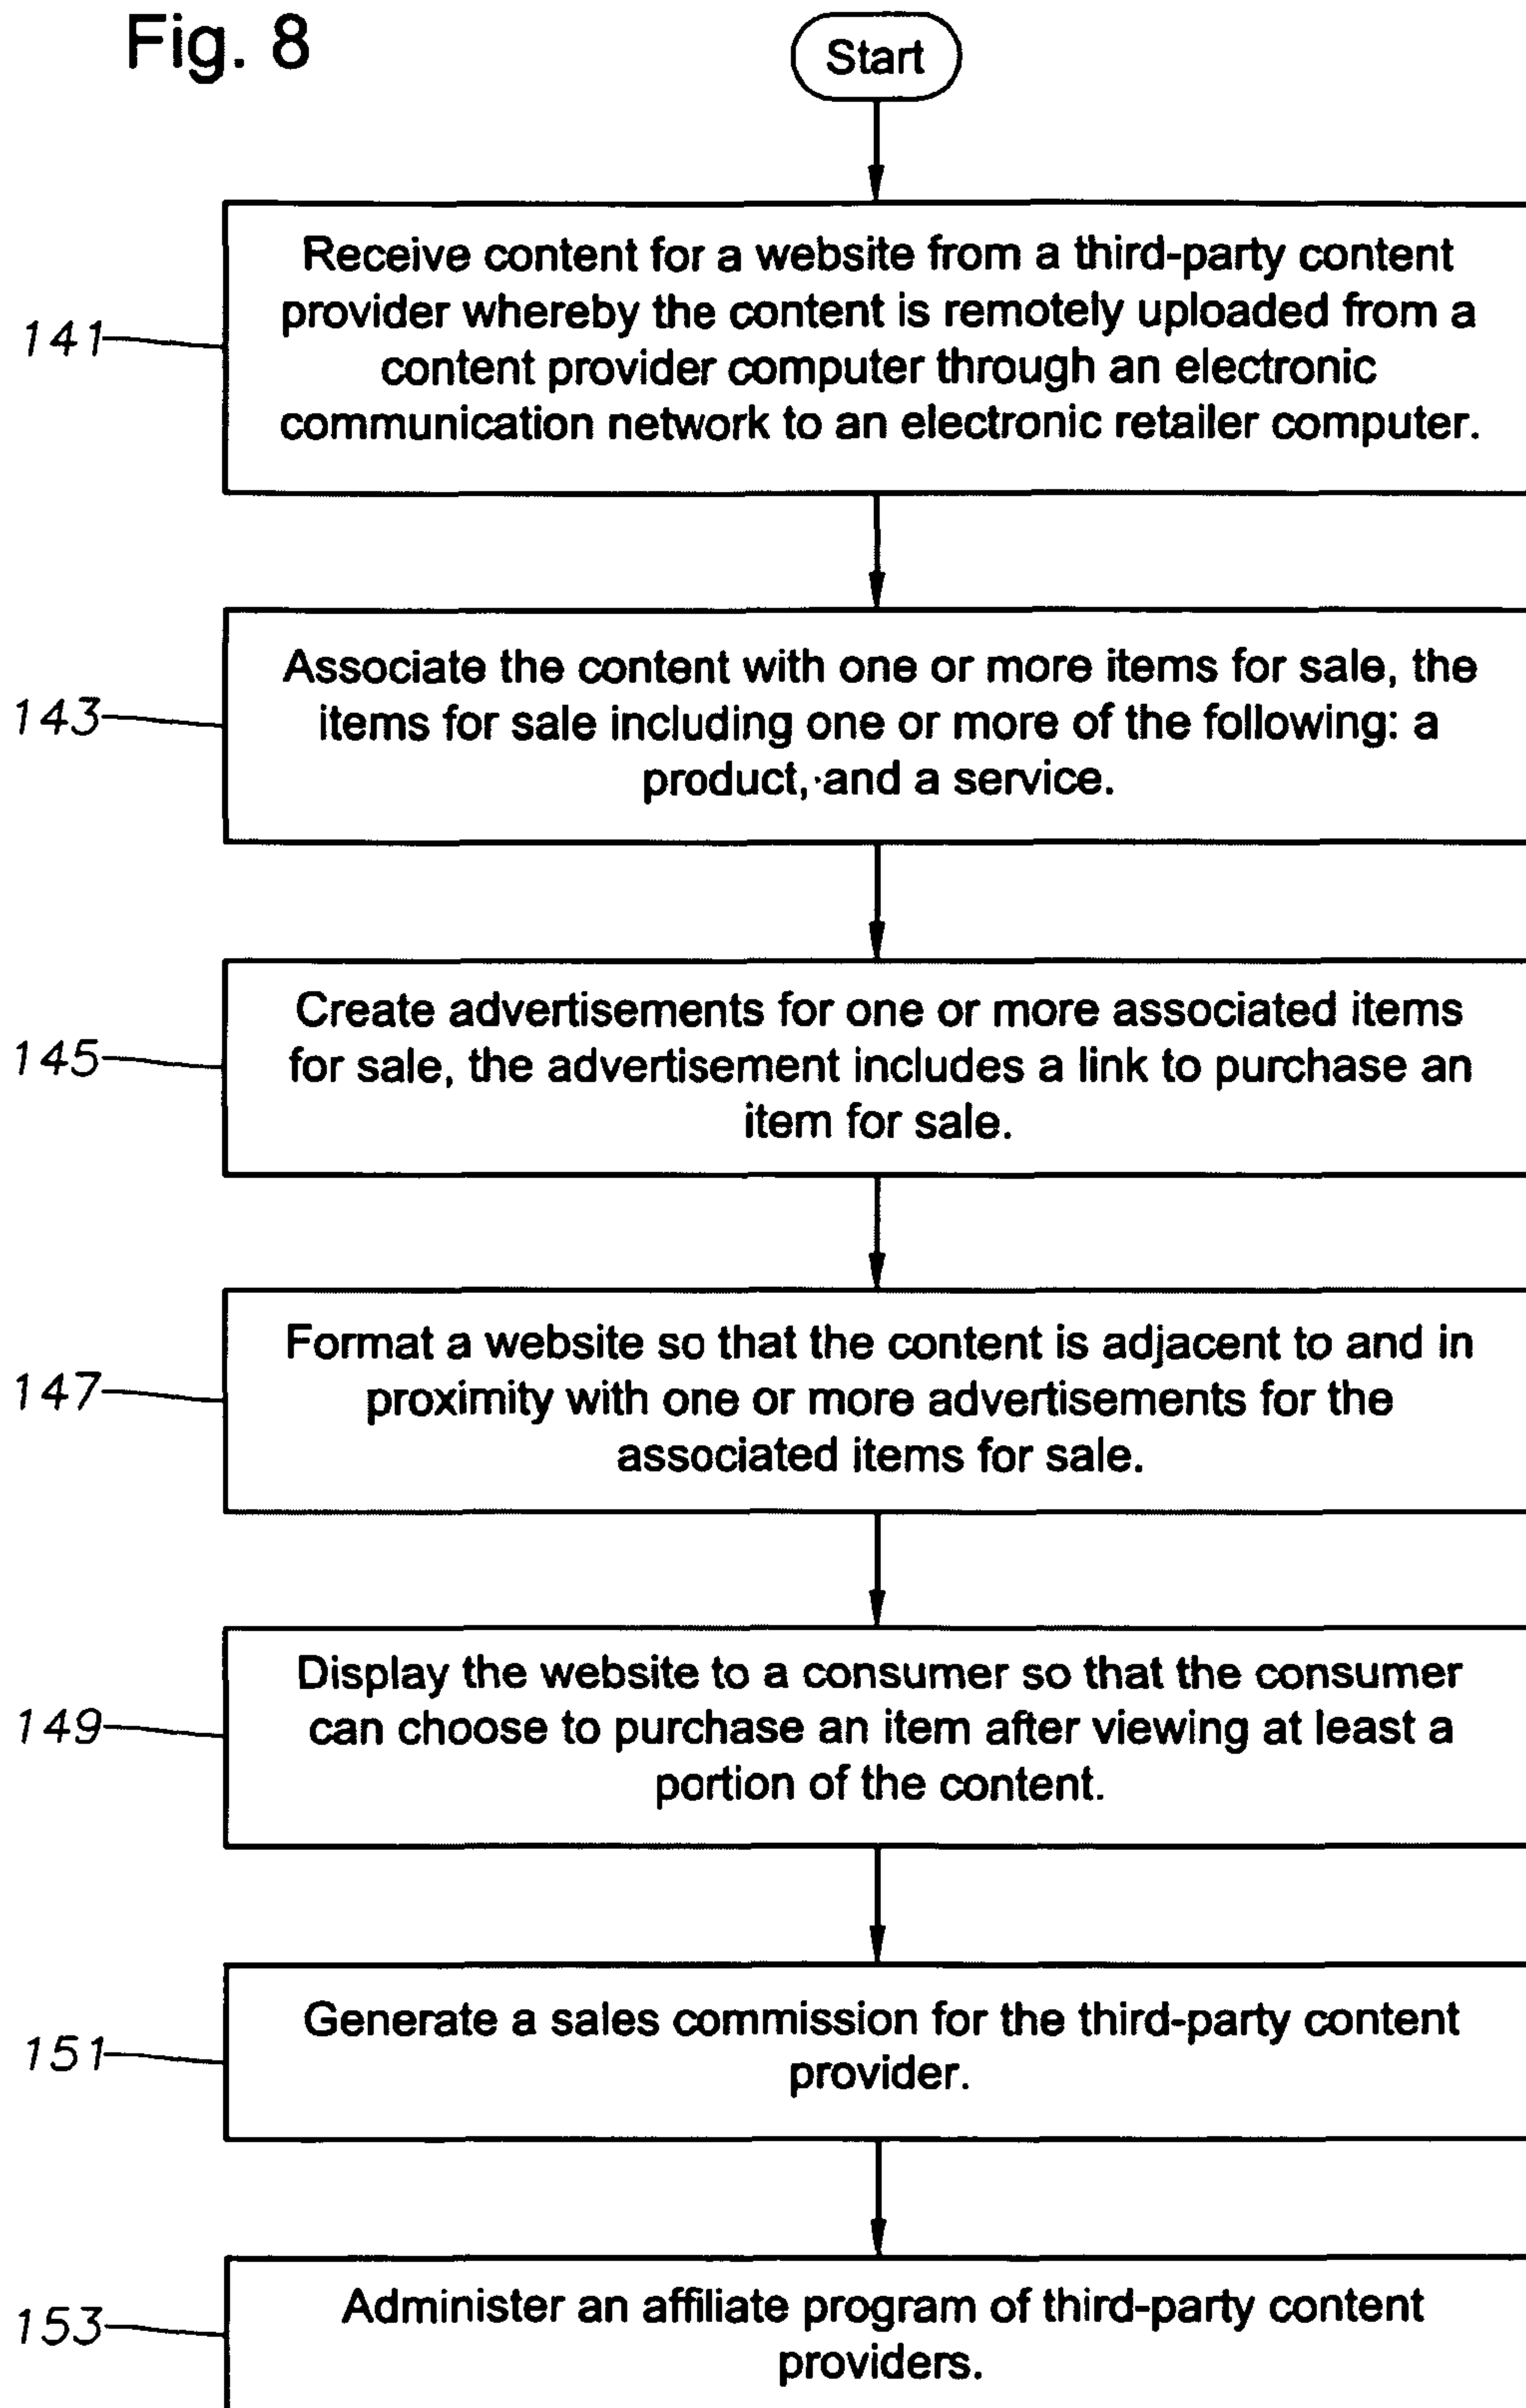 Fig. 8
Start
141
Receive content for a website from a third-party content
provider whereby the content is remotely uploaded from a
content provider computer through an electronic
communication network to an electronic retailer computer.
143
Associate the content with one or more items for sale, the
items for sale including one or more of the following: a
product, and a service.
145
Create advertisements for one or more associated items
for sale, the advertisement includes a link to purchase an
item for sale.
147
Format a website so that the content is adjacent to and in
proximity with one or more advertisements for the
associated items for sale.
149
Display the website to a consumer so that the consumer
can choose to purchase an item after viewing at least a
portion of the content.
151
Generate a sales commission for the third-party content
provider.
153
Administer an affiliate program of third-party content
providers.